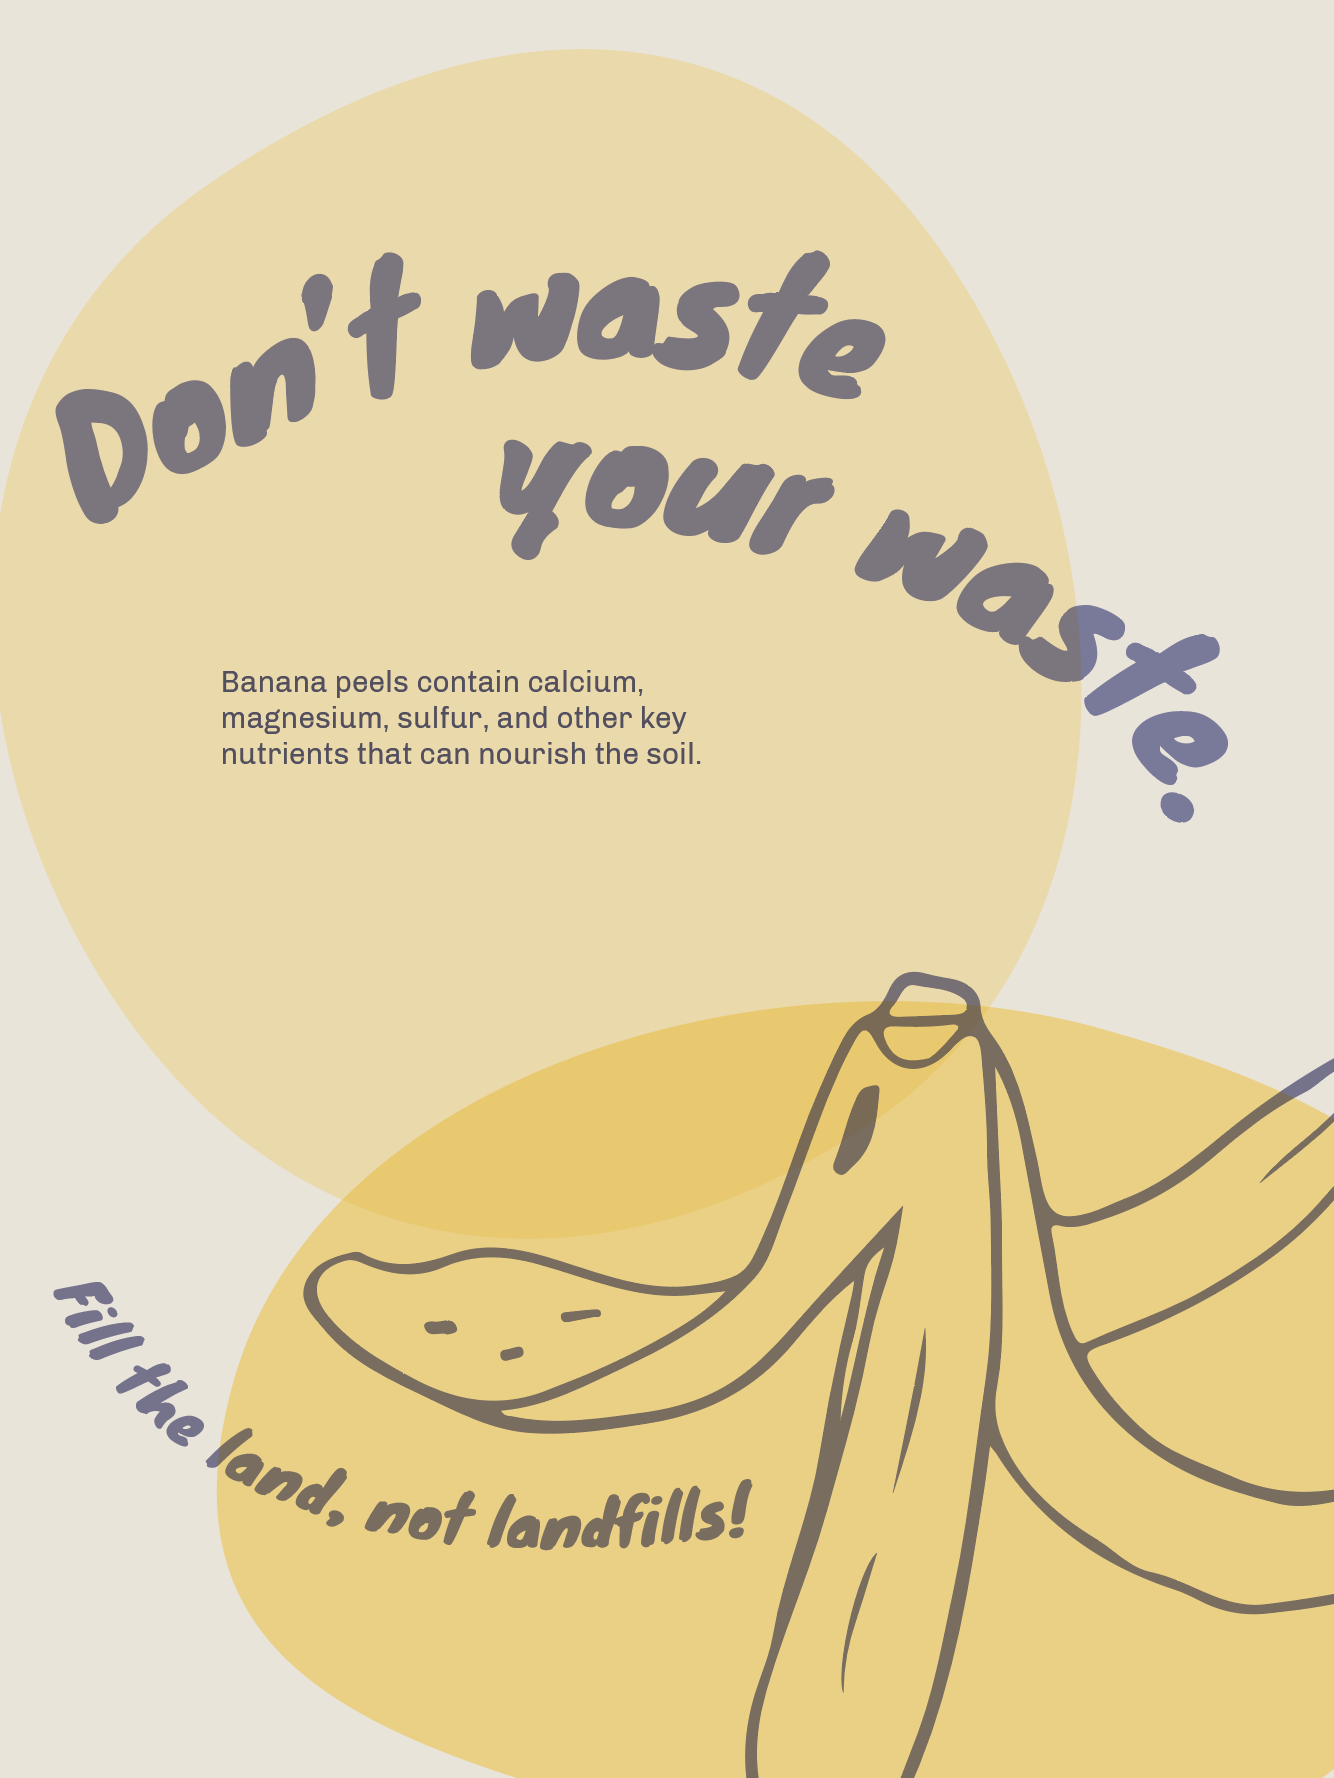 Don't waste
your waste.
Banana peels contain calcium,
magnesium, sulfur, and other key
nutrients that can nourish the soil.
Fill the land, not landfills!